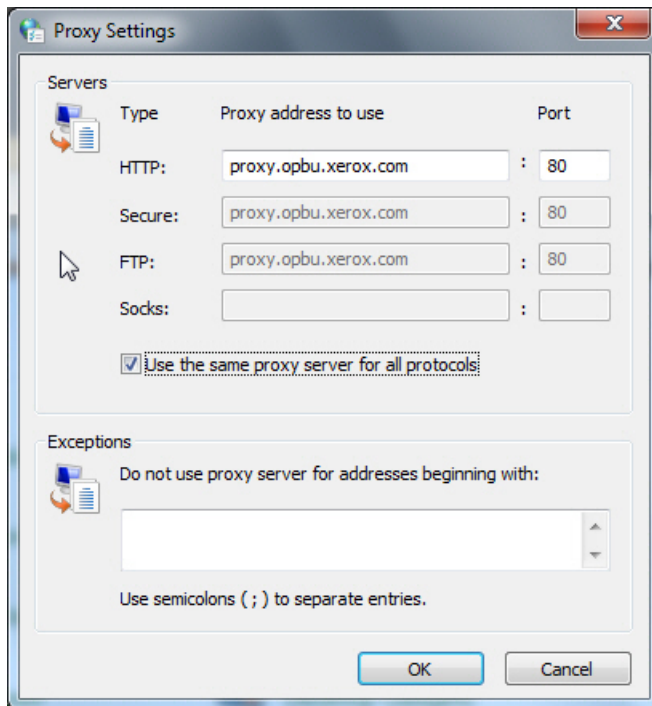 Proxy Settings
Servers
Type Proxy address to use Port
HTTP: proxy.opbu.xerox.com : 80
Secure: proxy.opbu.xerox.com : 80
FTP: proxy.opbu.xerox.com : 80
Socks: :
Use the same proxy server for all protocols
Exceptions
Do not use proxy server for addresses beginning with:
Use semicolons ( ; ) to separate entries.
OK Cancel